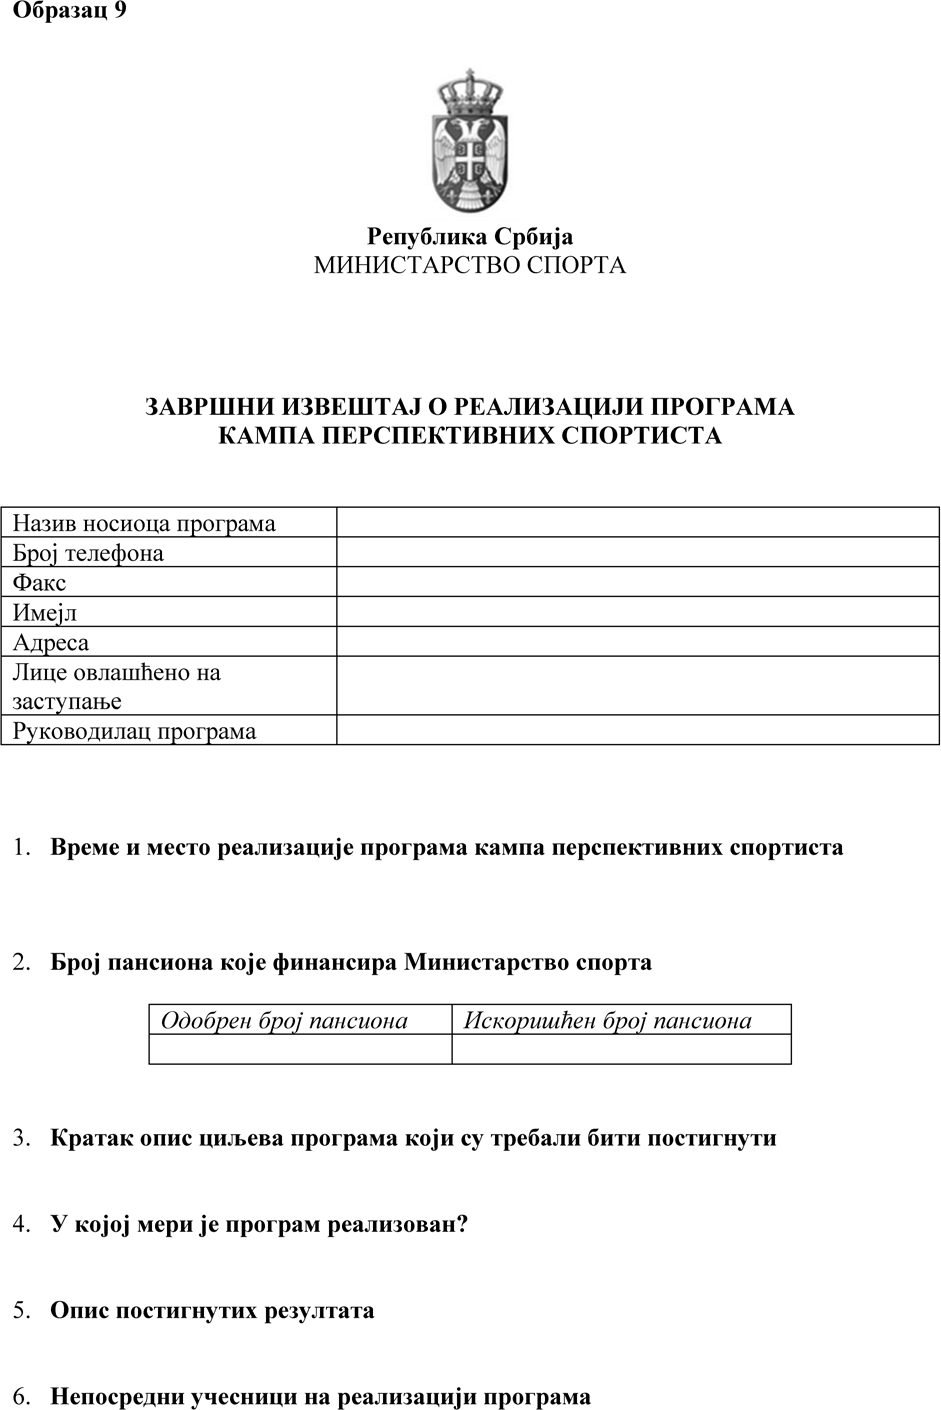 Образац 9
Република Србија
МИНИСТАРСТВО СПОРТА
ЗАВРШНИ ИЗВЕШТАЈ О РЕАЛИЗАЦИЈИ ПРОГРАМА
КАМПА ПЕРСПЕКТИВНИХ СПОРТИСТА
Назив носиоца програма
Број телефона
Факс
Имејл
Адреса
Лице овлашћено на
заступање
Руководилац програма
1. Време и место реализације програма кампа перспективних спортиста
2. Број пансиона које финансира Министарство спорта
Одобрен број пансиона Искоришћен број пансиона
3. Кратак опис циљева програма који су требали бити постигнути
4. У којој мери је програм реализован?
5. Опис постигнутих резултата
6. Непосредни учесници на реализацији програма